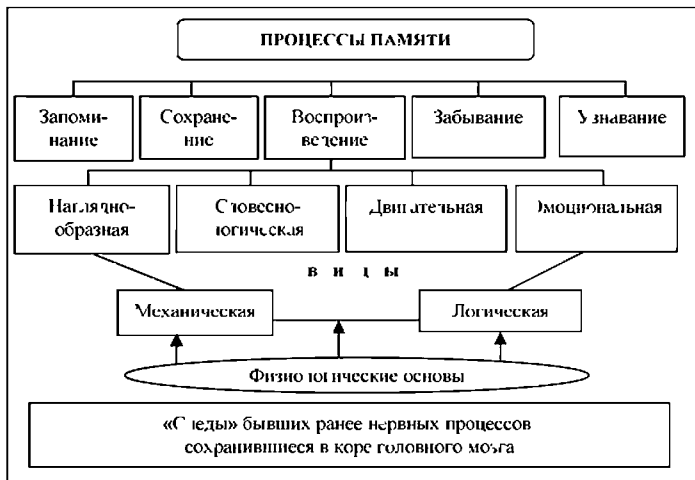 ПРОЦЕССЫ ПАМЯТИ
Запоми-
нание
Сохране-
ние
Воспроиз-
ведение
Забывание
Узнавание
Наглядно-
образная
Словесно-
логическая
Двигательная
Эмоциональная
в и д ы
Механическая
Логическая
Физиологические основы
«Следы» бывших ранее нервных процессов
сохранившиеся в коре головного мозга